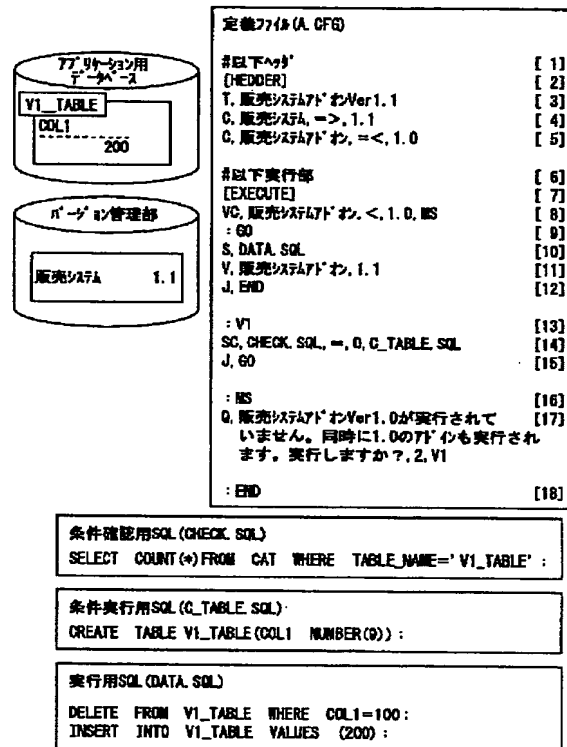 アプリケーション用
データベース
V1_TABLE
COL1
200
バージョン管理部
販売システム 1.1
定義ファイル(A.CFG)
#以下ヘッダ [ 1]
[HEDDER] [ 2]
T,販売システムアドオンVer1.1 [ 3]
C,販売システム,=>,1.1 [ 4]
C,販売システムアドオン,=<,1.0 [ 5]
#以下実行部 [ 6]
[EXECUTE] [ 7]
VC,販売システムアドオン,<,1.0,MS [ 8]
:GO [ 9]
S,DATA.SQL [10]
V,販売システムアドオン,1.1 [11]
J,END [12]
:V1 [13]
SC,CHECK.SQL,=,0,C_TABLE.SQL [14]
J,GO [15]
:MS [16]
Q,販売システムアドオンVer1.0が実行されて [17]
いません。同時に1.0のアドインも実行され
ます。実行しますか?,2,V1
:END [18]
条件確認用SQL(CHECK.SQL)
SELECT COUNT(*)FROM CAT WHERE TABLE_NAME='V1_TABLE' :
条件実行用SQL(C_TABLE.SQL)
CREATE TABLE V1_TABLE(COL1 NUMBER(9)) :
実行用SQL(DATA.SQL)
DELETE FROM V1_TABLE WHERE COL1=100 :
INSERT INTO V1_TABLE VALUES (200) :